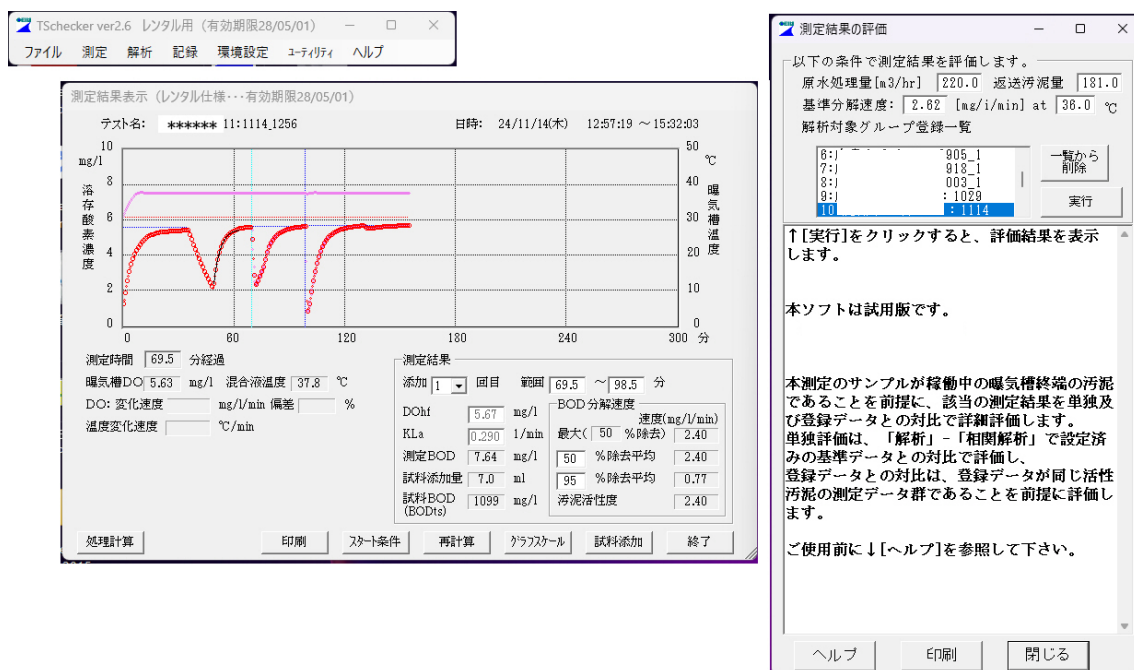 TSchecker ver2.6 レンタル用（有効期限28/05/01）
ファイル 測定 解析 記録 環境設定 ﾕｰﾃｨﾘﾃｨ ヘルプ
測定結果表示（レンタル仕様･･･有効期限28/05/01）
テスト名： ****** 11:1114_1256 日時： 24/11/14(木) 12:57:19 ～15:32:03
mg/l
溶存酸素濃度
10
8
6
4
2
0
50
40
30
20
10
0
℃
曝気槽温度
0 60 120 180 240 300 分
測定時間 69.5 分経過
曝気槽DO 5.63 mg/l 混合液温度 37.8 ℃
DO: 変化速度 mg/l/min 偏差 %
温度変化速度 ℃/min
測定結果
添加 1 回目 範囲 69.5 ～ 98.5 分
DOhf 5.67 mg/l
KLa 0.290 1/min
測定BOD 7.64 mg/l
試料添加量 7.0 ml
試料BOD 1099 mg/l
(BODts)
BOD分解速度
速度(mg/l/min)
最大( 50 %除去) 2.40
50 %除去平均 2.40
95 %除去平均 0.77
汚泥活性度 2.40
処理計算 印刷 スタート条件 再計算 ｸﾞﾗﾌｽｹｰﾙ 試料添加 終了
測定結果の評価
以下の条件で測定結果を評価します。
原水処理量[m3/hr] 220.0 返送汚泥量 181.0
基準分解速度: 2.62 [mg/i/min] at 36.0 ℃
解析対象グループ登録一覧
6:J 905_1
7:J 918_1
8:J 003_1
9:J : 1029
10 : 1114
一覧から
削除
実行
↑[実行]をクリックすると、評価結果を表示
します。
本ソフトは試用版です。
本測定のサンプルが稼働中の曝気槽終端の汚泥
であることを前提に、該当の測定結果を単独及
び登録データとの対比で詳細評価します。
単独評価は、「解析」-「相関解析」で設定済
みの基準データとの対比で評価し、
登録データとの対比は、登録データが同じ活性
汚泥の測定データ群であることを前提に評価し
ます。
ご使用前に↓[ヘルプ]を参照して下さい。
ヘルプ 印刷 閉じる